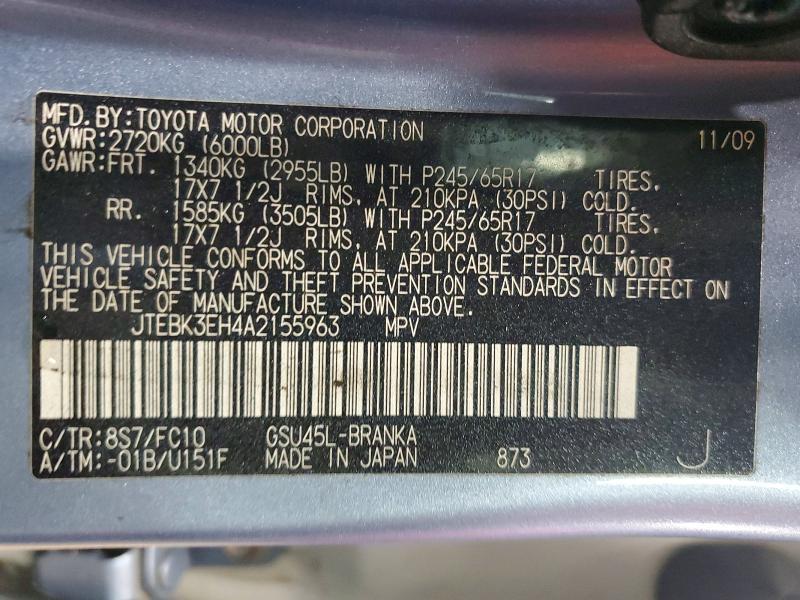 MFD.BY:TOYOTA MOTOR CORPORATION 11/09
GVWR:2720KG (6000LB)
GAWR:FRT. 1340KG (2955LB) WITH P245/65R17 TIRES.
17X7 1/2J RIMS. AT 210KPA (30PSI) COLD.
RR. 1585KG (3505LB) WITH P245/65R17 TIRES.
17X7 1/2J RIMS. AT 210KPA (30PSI) COLD.
THIS VEHICLE CONFORMS TO ALL APPLICABLE FEDERAL MOTOR
VEHICLE SAFETY AND THEFT PREVENTION STANDARDS IN EFFECT ON
THE DATE OF MANUFACTURE SHOWN ABOVE.
JTEBK3EH4A2155963 MPV
C/TR:8S7/FC10 GSU45L-BRANKA
A/TM:-01B/U151F MADE IN JAPAN 873 J